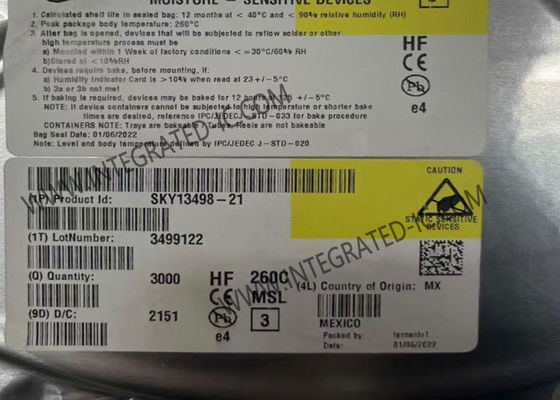 MOISTURE - SENSITIVE DEVICES
1. Calculated shelf life in sealed bag: 12 months at < 40°C and < 90% relative humidity (RH)
2. Peak package body temperature: 260°C
3. After bag is opened, devices that will be subjected to reflow solder or other
high temperature process must be
3
a) Mounted within 1 Week of factory conditions <=30°C/60% RH
b) Stored at <10%RH
4. Devices require bake, before mounting, if:
a) Humidity Indicator Card is >10% when read at 23 +/-5°C
b) 3a or 3b not met
5. If baking is required, devices may be baked for 12 hours at 125 +/-5°C
NOTE: If device containers cannot be subjected to high temperature or shorter bake
times are desired, reference IPC/JEDEC J-STD-033 for bake procedure
CONTAINERS NOTE: Trays are bakeable - Tube, Reels are not bakeable
Bag Seal Date: 01/06/2022
Note: Level and body temperature defined by IPC/JEDEC J-STD-020
HF
CE
Pb
e4
WWW.INTEGRATED-IC.COM
WWW.INTEGRATED-IC.COM
(1P) Product Id: SKY13498-21
(1T) LotNumber: 3499122
(Q) Quantity: 3000
(9D) D/C: 2151
HF
CE
Pb
e4
260C
MSL
3
CAUTION
STATIC SENSITIVE
DEVICES
(4L) Country of Origin: MX
MEXICO
Packed by:
Date: 01/06/2022